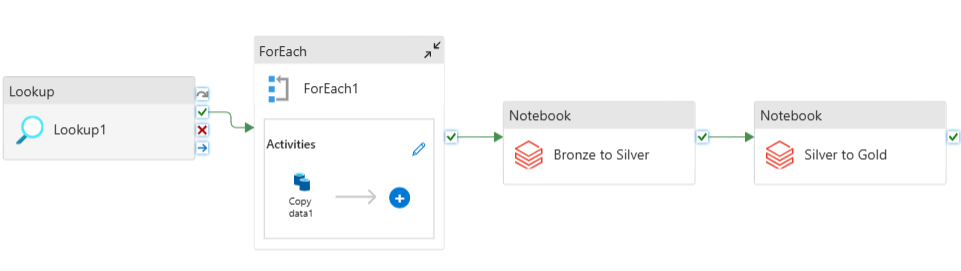 Lookup
Lookup1
ForEach
ForEach1
Activities
Copy
data1
Notebook
Bronze to Silver
Notebook
Silver to Gold